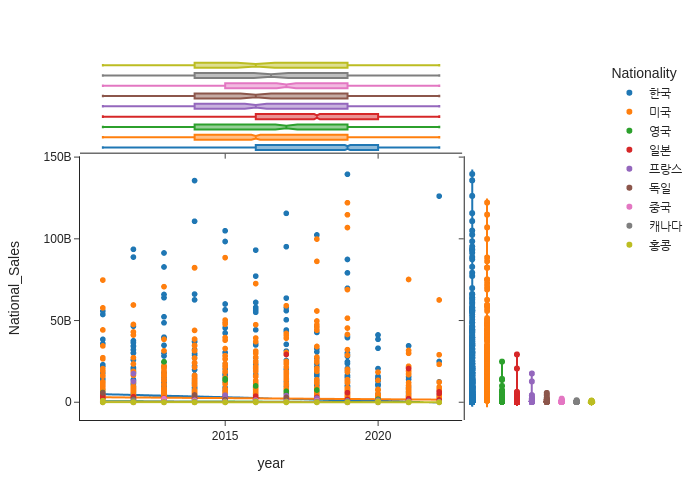 Nationality
한국
미국
영국
일본
프랑스
독일
중국
캐나다
홍콩
150B
100B
50B
0
National_Sales
2015
2020
year